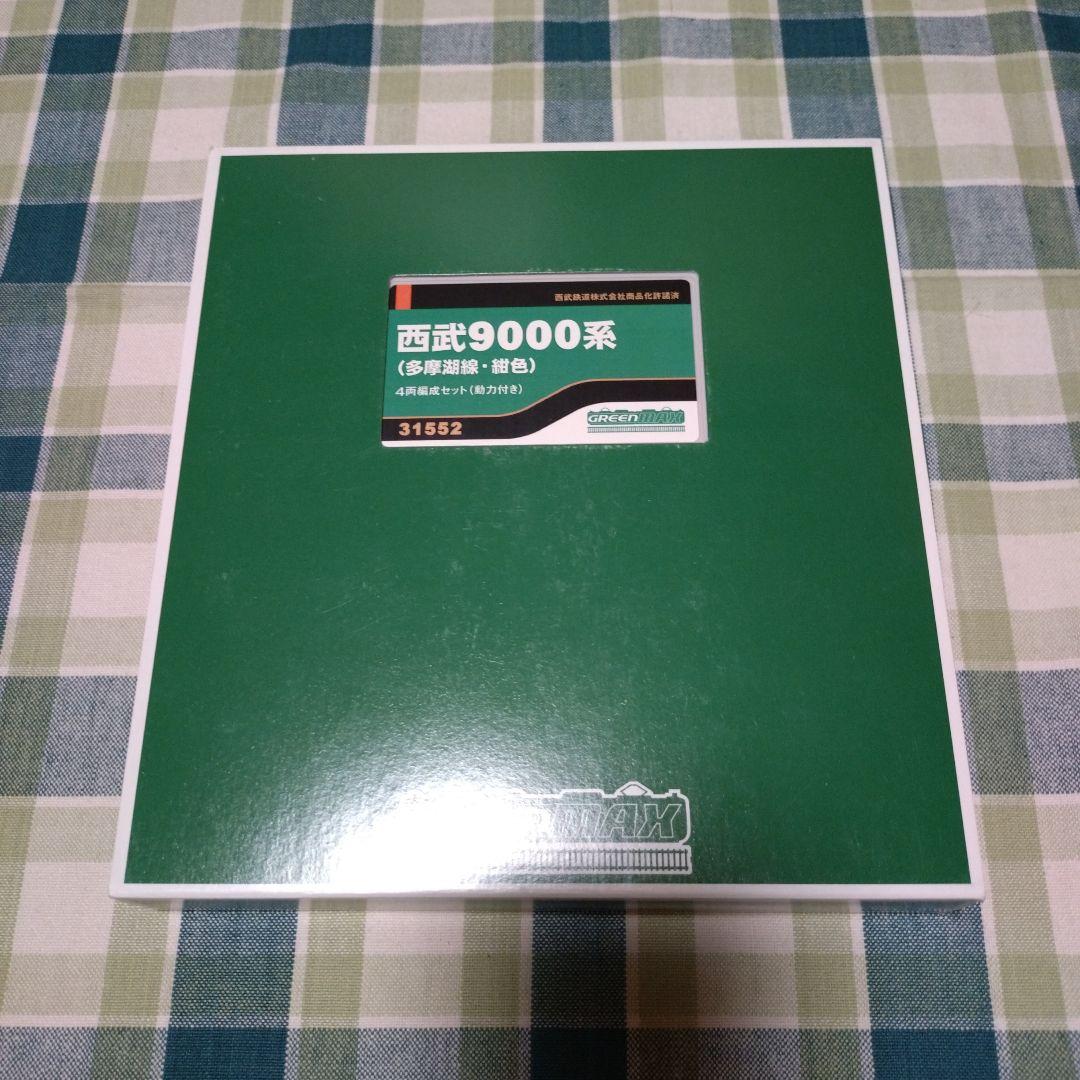 西武鉄道株式会社商品化許諾済
西武9000系
(多摩湖線・紺色)
4両編成セット(動力付き)
31552
GREENMAX
MAX